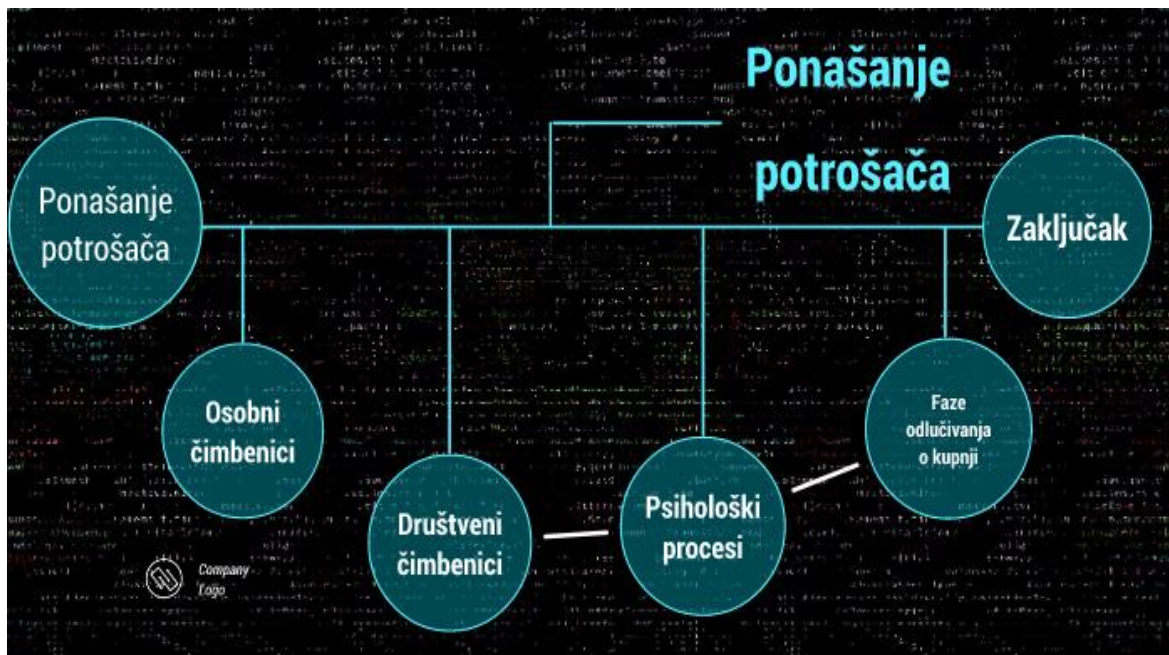 Ponašanje
potrošača
Ponašanje
potrošača
Zaključak
Osobni
čimbenici
Društveni
čimbenici
Psihološki
procesi
Faze
odlučivanja
o kupnji
Company
Logo